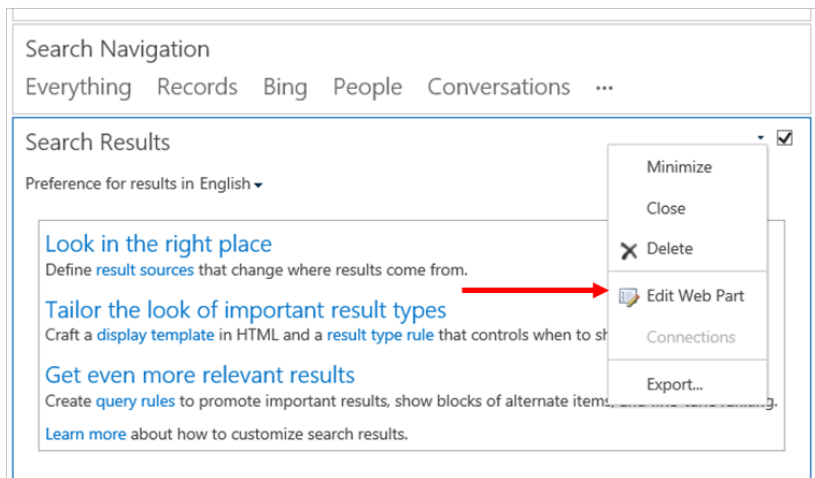 Search Navigation
Everything Records Bing People Conversations ...
Search Results
Preference for results in English
Look in the right place
Define result sources that change where results come from.
Tailor the look of important result types
Craft a display template in HTML and a result type rule that controls when to sh
Get even more relevant results
Create query rules to promote important results, show blocks of alternate items,
Learn more about how to customize search results.
Minimize
Close
Delete
Edit Web Part
Connections
Export...